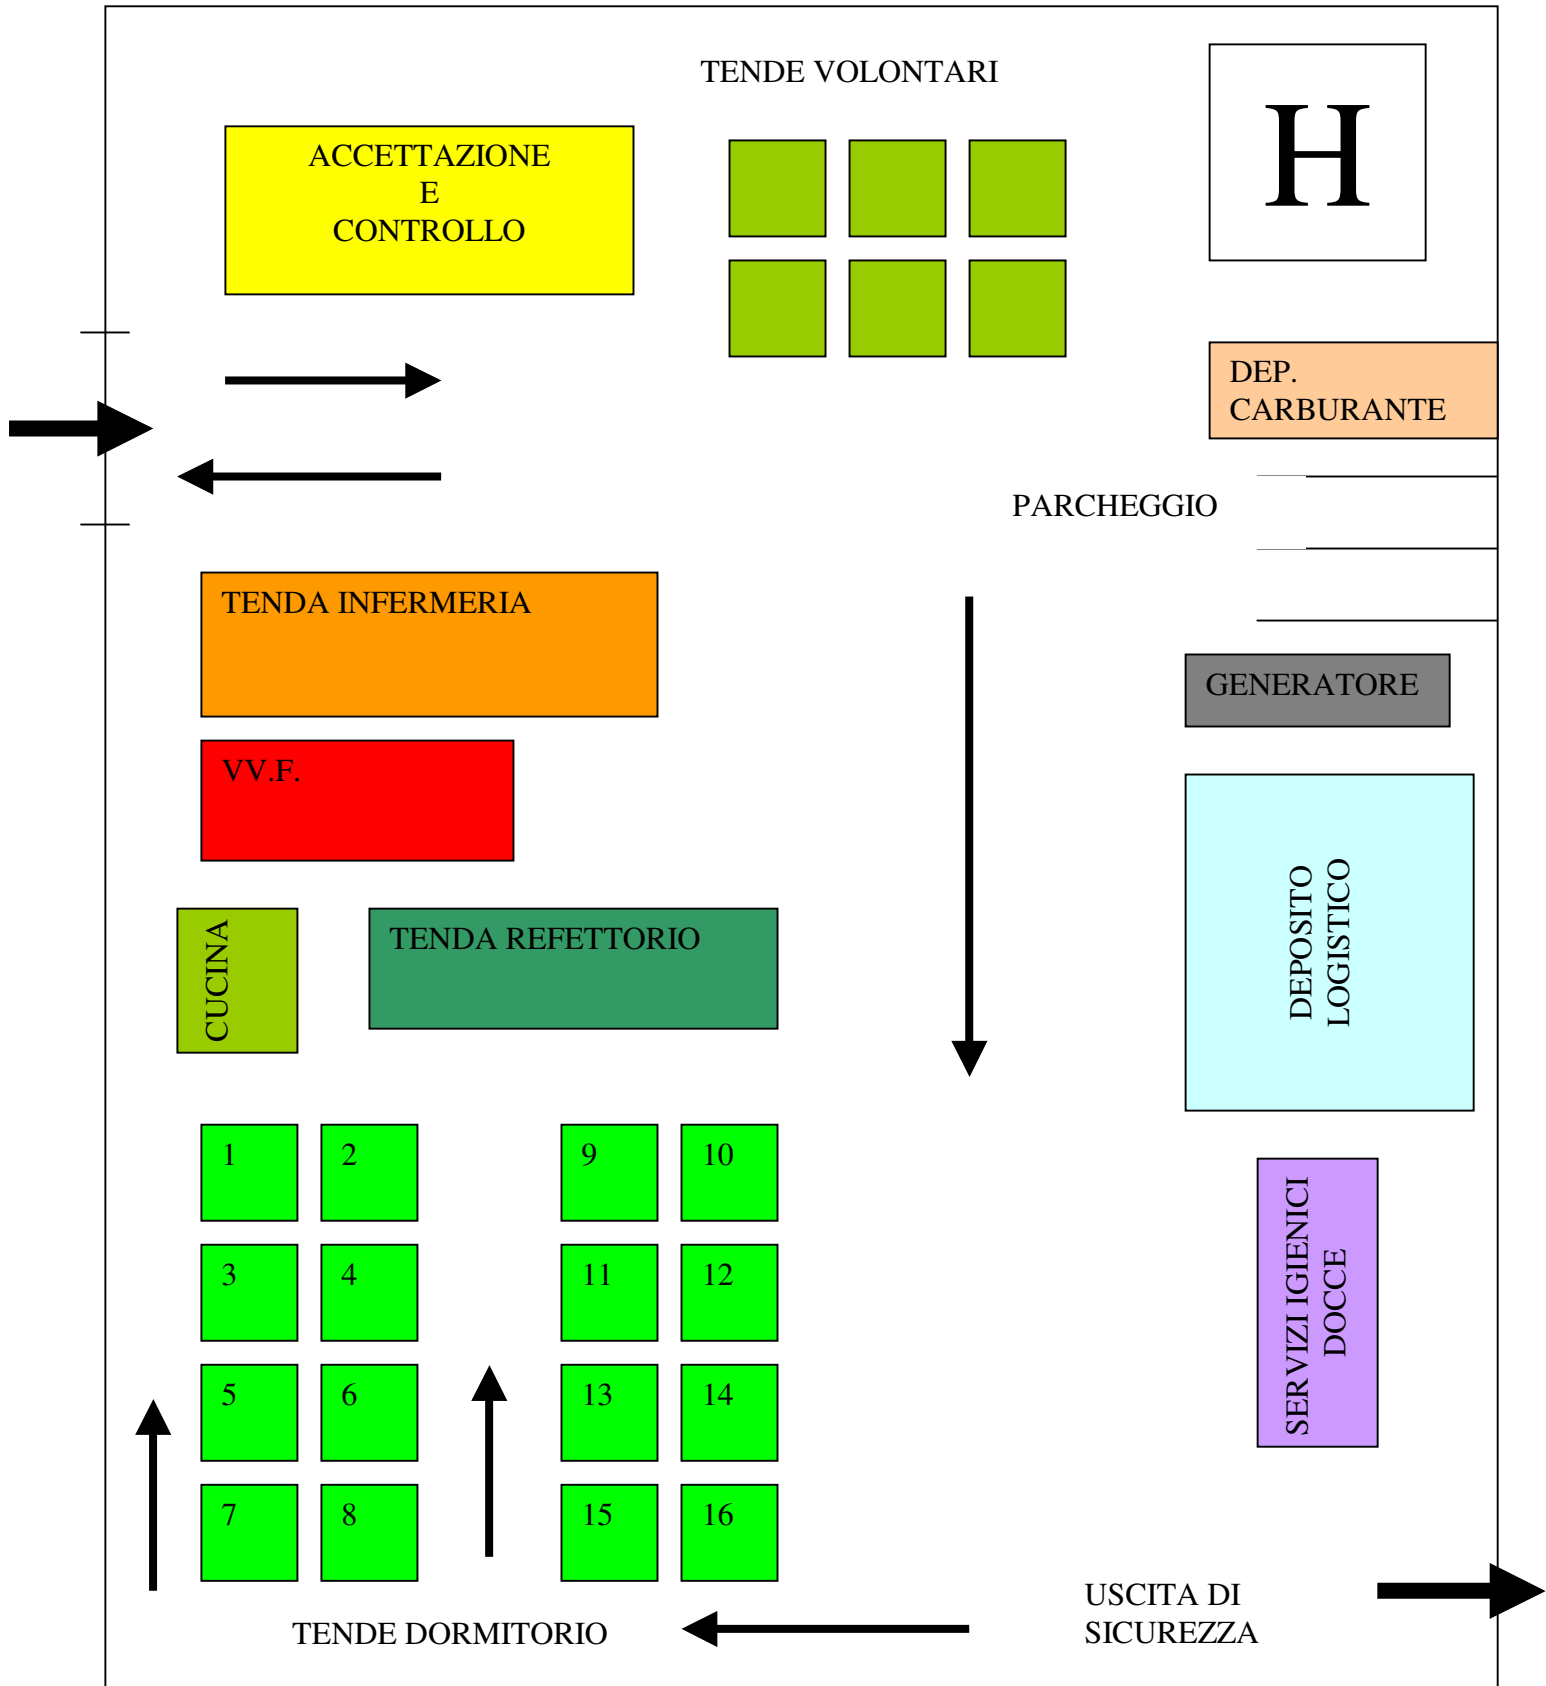 TENDE VOLONTARI
H
ACCETTAZIONE
E
CONTROLLO
DEP.
CARBURANTE
PARCHEGGIO
TENDA INFERMERIA
GENERATORE
VV.F.
DEPOSITO
LOGISTICO
CUCINA
TENDA REFETTORIO
1
2
9
10
3
4
11
12
SERVIZI IGIENICI
DOCCE
5
6
13
14
7
8
15
16
USCITA DI
SICUREZZA
TENDE DORMITORIO